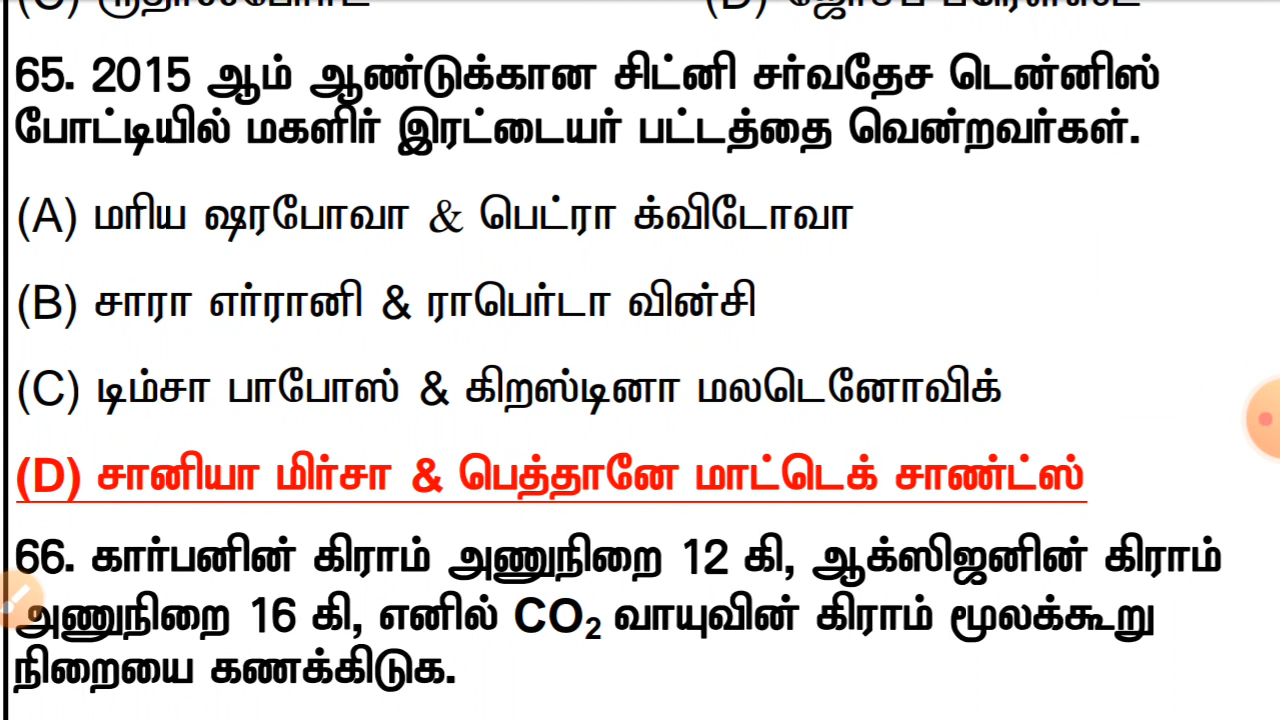 65. 2015 ஆம் ஆண்டுக்கான சிட்னி சர்வதேச டென்னிஸ்
போட்டியில் மகளிர் இரட்டையர் பட்டத்தை வென்றவர்கள்.
(A) மரிய ஷரபோவா & பெட்ரா க்விடோவா
(B) சாரா எர்ரானி & ராபெர்டா வின்சி
(C) டிம்சா பாபோஸ் & கிறஸ்டினா மலடெனோவிக்
(D) சானியா மிர்சா & பெத்தானே மாட்டெக் சாண்ட்ஸ்
66. கார்பனின் கிராம் அணுநிறை 12 கி, ஆக்ஸிஜனின் கிராம்
அணுநிறை 16 கி, எனில் CO₂ வாயுவின் கிராம் மூலக்கூறு
நிறையை கணக்கிடுக.